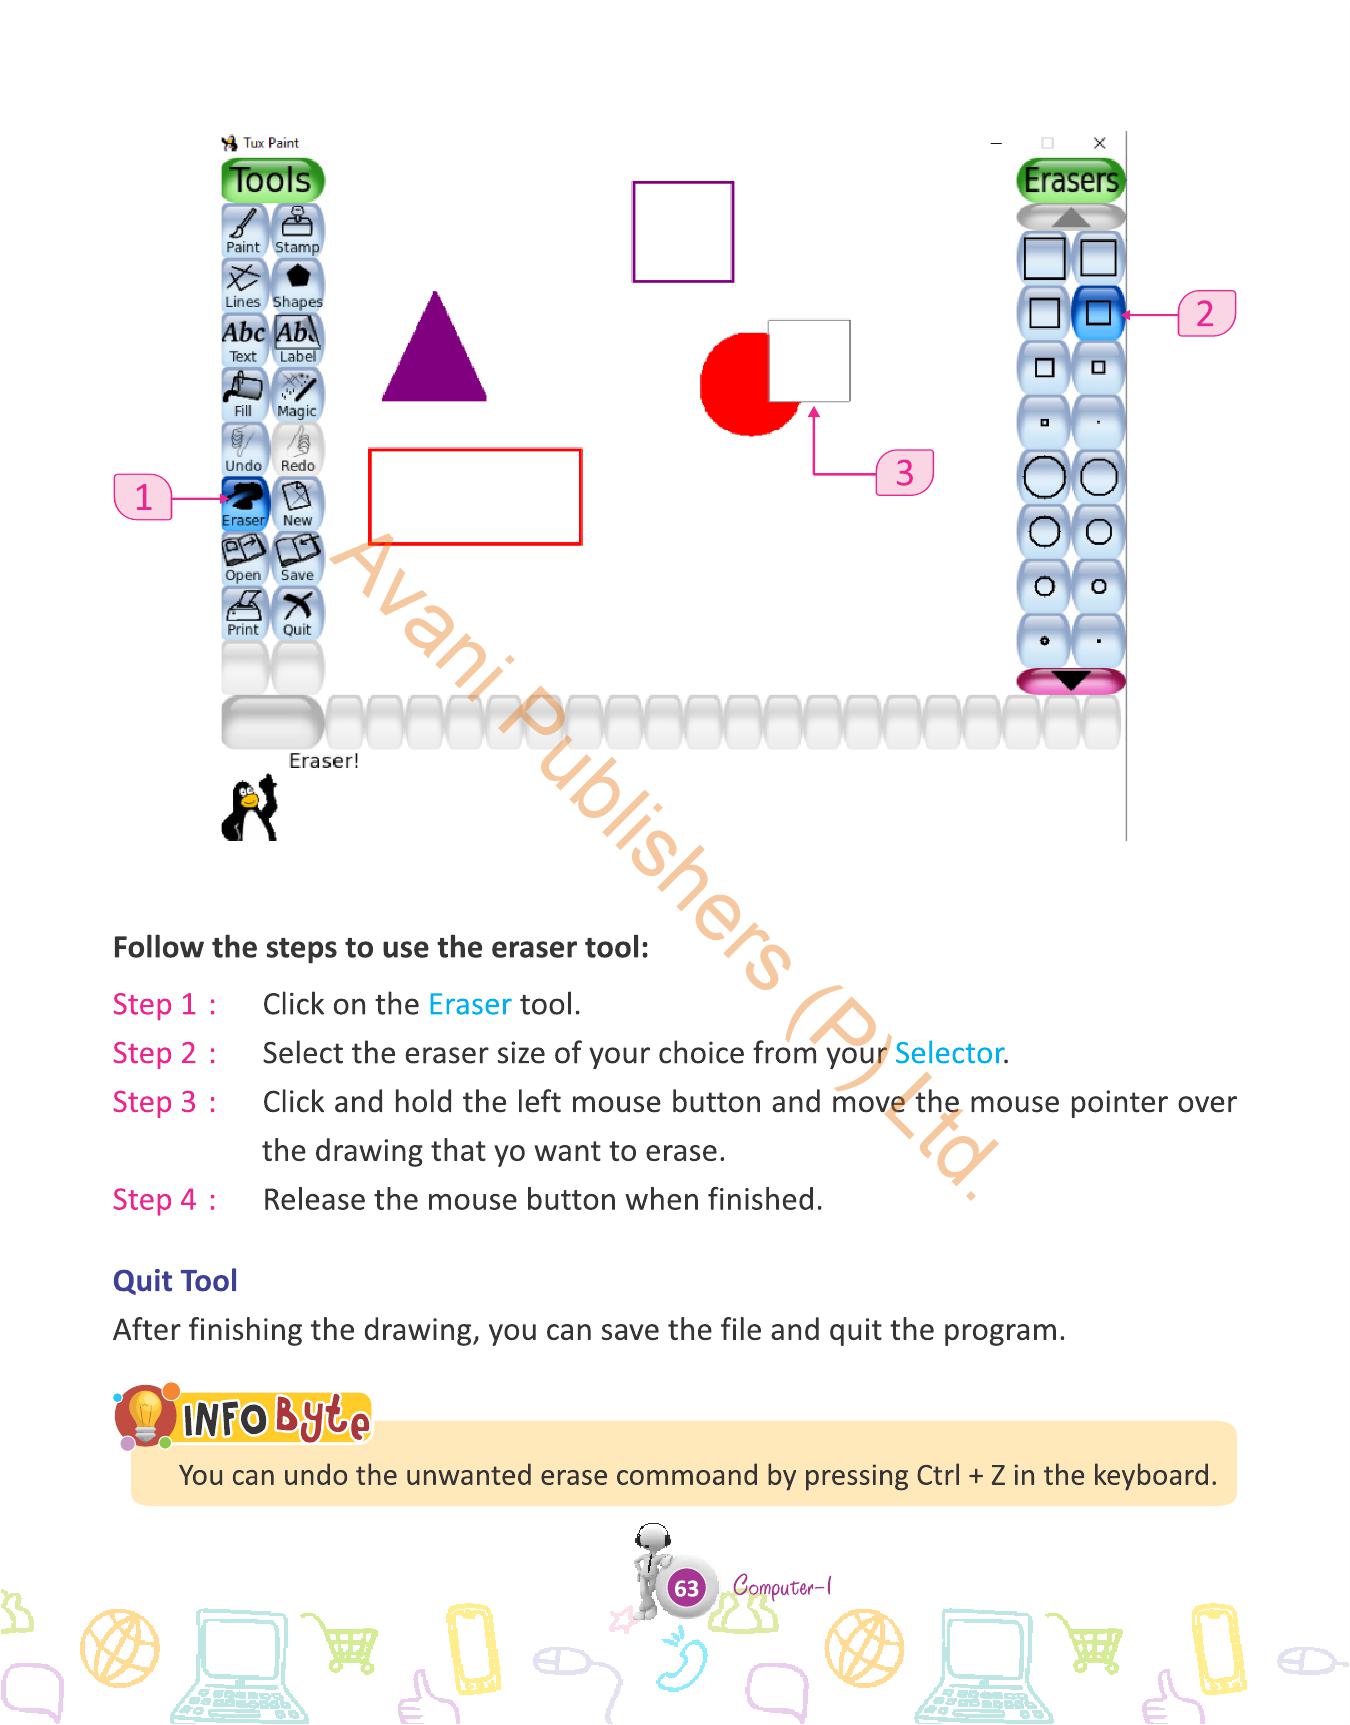 Tux Paint
Tools
Erasers
Paint Stamp
Lines Shapes
Abc Abc
Text Label
Fill Magic
Undo Redo
Eraser New
Open Save
Print Quit
1
2
3
Eraser!
Avani Publishers (P) Ltd.
Follow the steps to use the eraser tool:
Step 1 : Click on the Eraser tool.
Step 2 : Select the eraser size of your choice from your Selector.
Step 3 : Click and hold the left mouse button and move the mouse pointer over
the drawing that yo want to erase.
Step 4 : Release the mouse button when finished.
Quit Tool
After finishing the drawing, you can save the file and quit the program.
INFO Byte
You can undo the unwanted erase commoand by pressing Ctrl + Z in the keyboard.
63 Computer-1